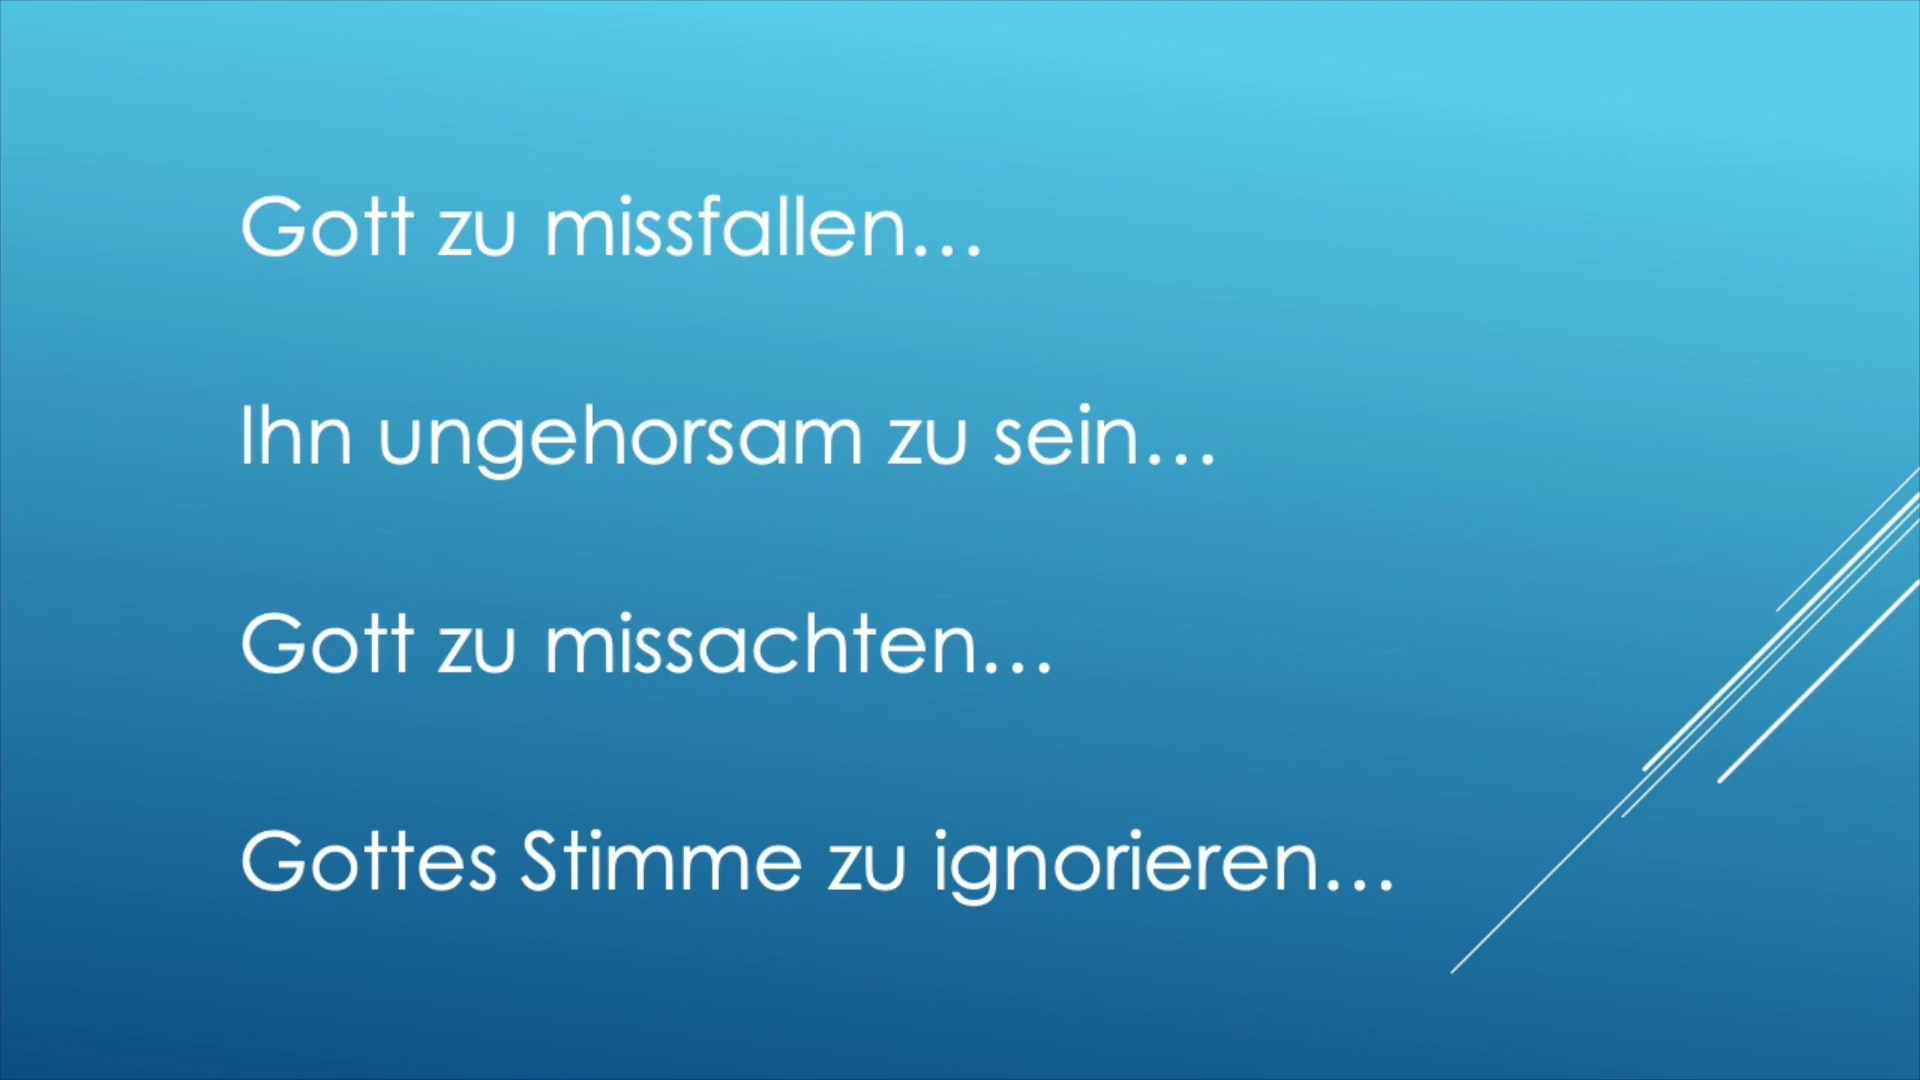 Gott zu missfallen…
Ihn ungehorsam zu sein…
Gott zu missachten…
Gottes Stimme zu ignorieren…